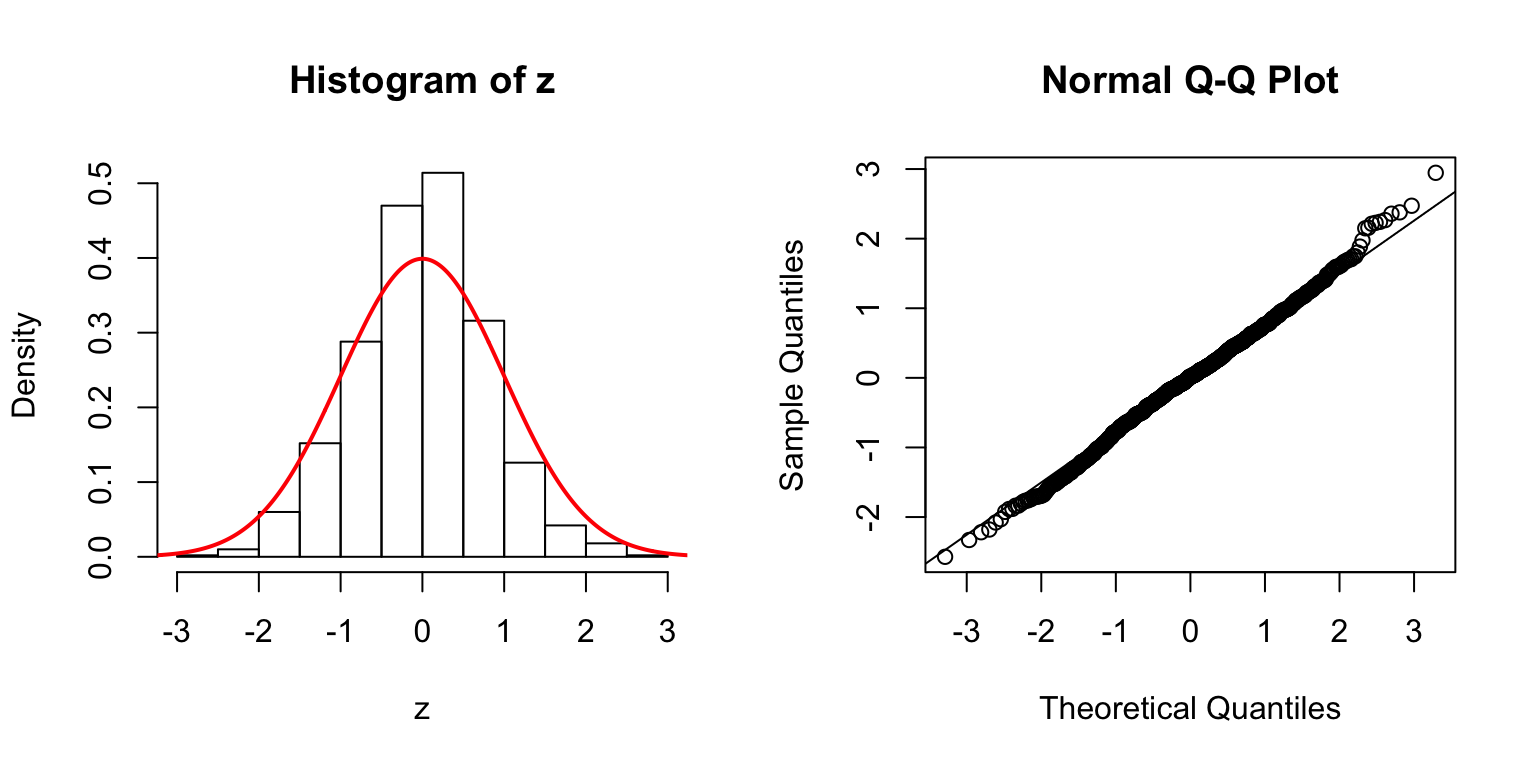 Histogram of z
Density
0.0 0.1 0.2 0.3 0.4 0.5
-3 -2 -1 0 1 2 3
z
Normal Q-Q Plot
Sample Quantiles
-2 -1 0 1 2 3
-3 -2 -1 0 1 2 3
Theoretical Quantiles